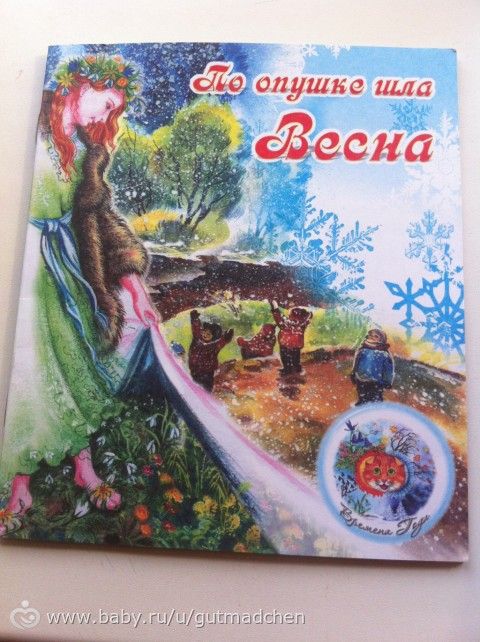 По опушке шла
Весна
Времена Года
www.baby.ru/u/gutmadchen